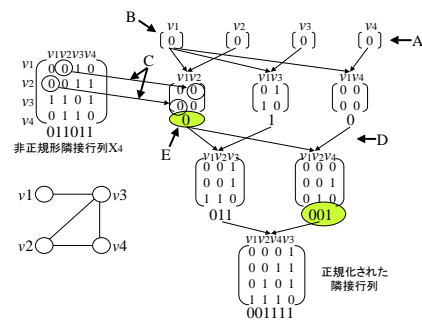 B v1 v2 v3 v4
0 0 0 0 A
v1v2v3v4 C
v1 0 0 1 0
v2 0 0 1 1
v3 1 1 0 1
v4 0 1 1 0
011011
非正規形隣接行列X4
v1v2 v1v3 v1v4
0 0 0 1 0 0
0 0 1 0 0 0
0 1 0
E D
v1v2v3 v1v2v4
0 0 1 0 0 0
0 0 1 0 0 1
1 1 0 0 1 0
011 001
v1 v3
v2 v4
v1v2v4v3
0 0 0 1
0 0 1 1
0 1 0 1
1 1 1 0
001111
正規化された
隣接行列